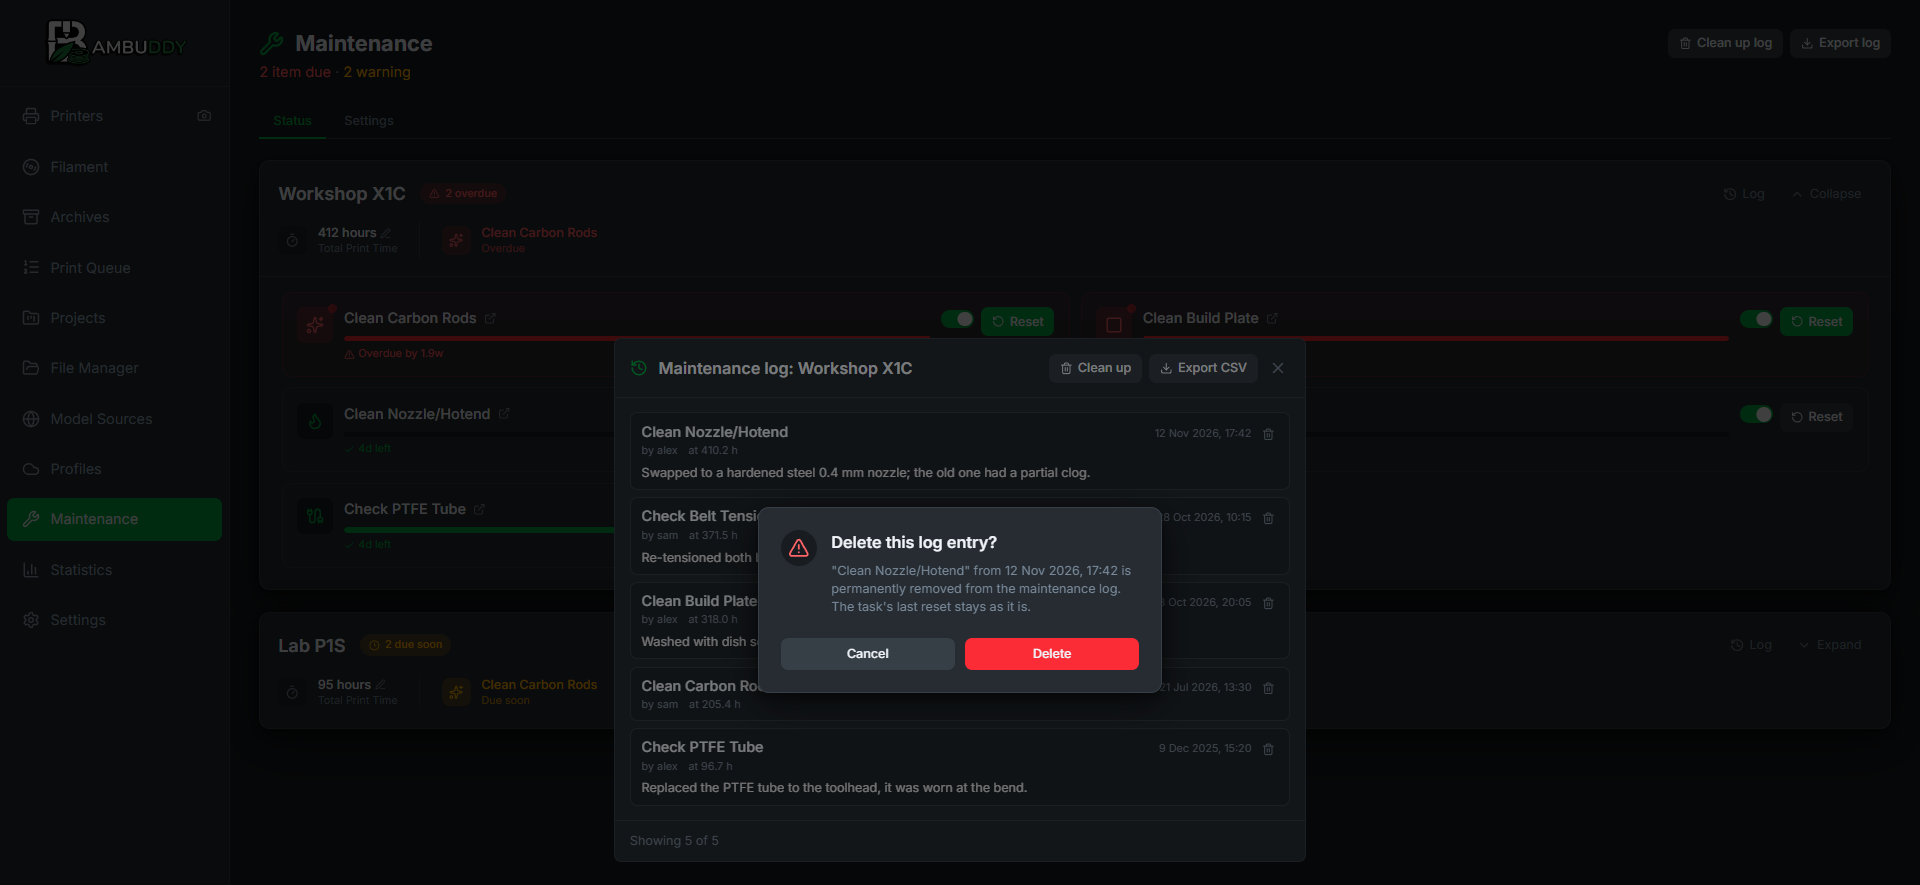 AMBUDDY
Printers
Filament
Archives
Print Queue
Projects
File Manager
Model Sources
Profiles
Maintenance
Statistics
Settings
Maintenance
2 item due · 2 warning
Clean up log
Export log
Status
Settings
Workshop X1C
2 overdue
Log
Collapse
412 hours
Total Print Time
Clean Carbon Rods
Overdue
Clean Carbon Rods
Reset
Overdue by 1.9w
Clean Build Plate
Reset
Clean Nozzle/Hotend
4d left
Reset
Check PTFE Tube
4d left
Lab P1S
2 due soon
Log
Expand
95 hours
Total Print Time
Clean Carbon Rods
Due soon
Maintenance log: Workshop X1C
Clean up
Export CSV
Clean Nozzle/Hotend
12 Nov 2026, 17:42
by alex at 410.2 h
Swapped to a hardened steel 0.4 mm nozzle; the old one had a partial clog.
Check Belt Tensi
8 Oct 2026, 10:15
by sam at 371.5 h
Re-tensioned both
Clean Build Plate
Oct 2026, 20:05
by alex at 318.0 h
Washed with dish
Clean Carbon Ro
21 Jul 2026, 13:30
by sam at 205.4 h
Check PTFE Tube
9 Dec 2025, 15:20
by alex at 96.7 h
Replaced the PTFE tube to the toolhead, it was worn at the bend.
Showing 5 of 5
Delete this log entry?
"Clean Nozzle/Hotend" from 12 Nov 2026, 17:42 is
permanently removed from the maintenance log.
The task's last reset stays as it is.
Cancel
Delete